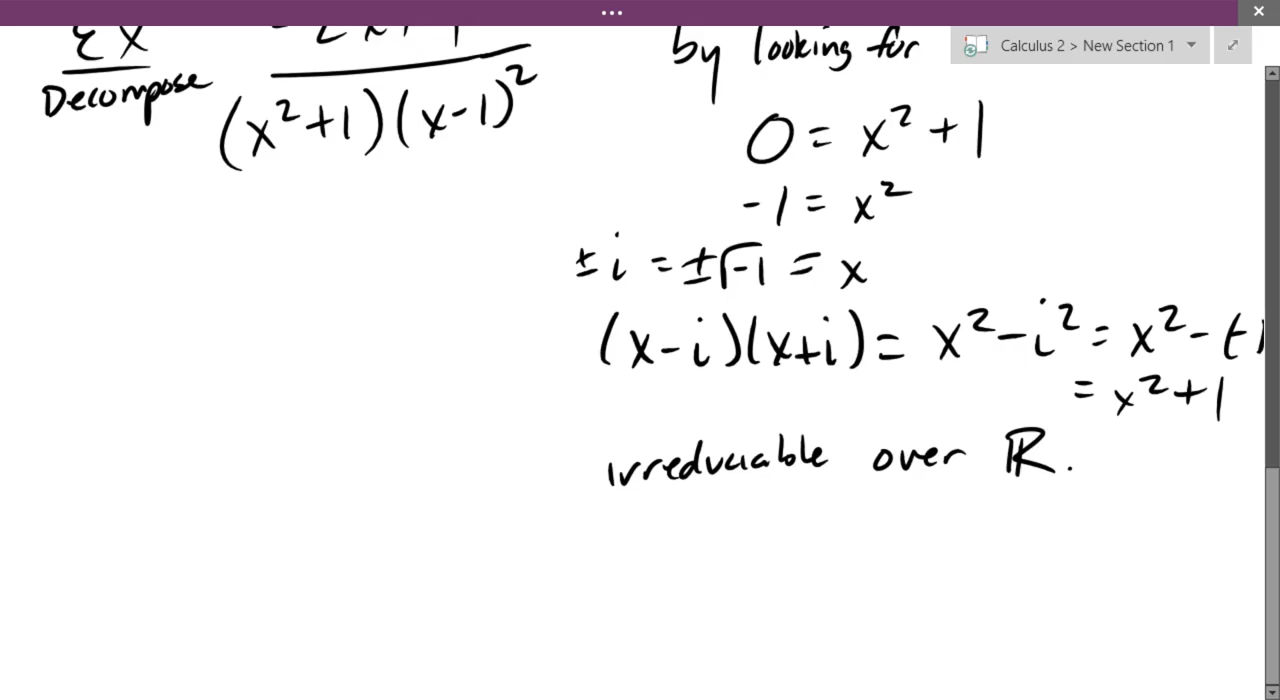 Ex
Decompose
(x²+1)(x-1)²
by looking for
Calculus 2 > New Section 1
0 = x² + 1
-1 = x²
±i = ±√-1 = x
(x-i)(x+i) = x² - i² = x² - (-1
= x² + 1
irreduciable over ℝ.